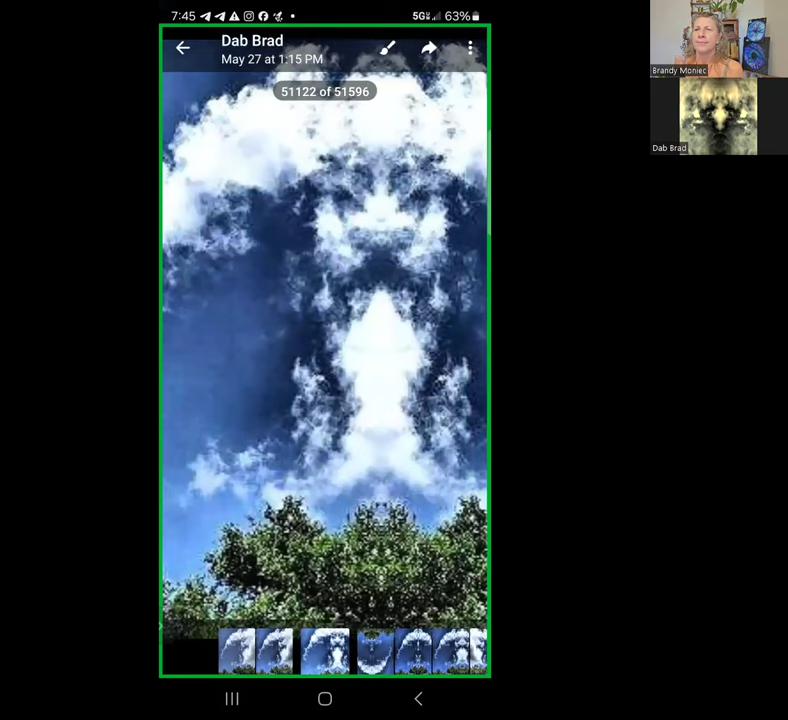 7:45
5G 63%
Dab Brad
May 27 at 1:15 PM
51122 of 51596
Brandy Moniec
Dab Brad